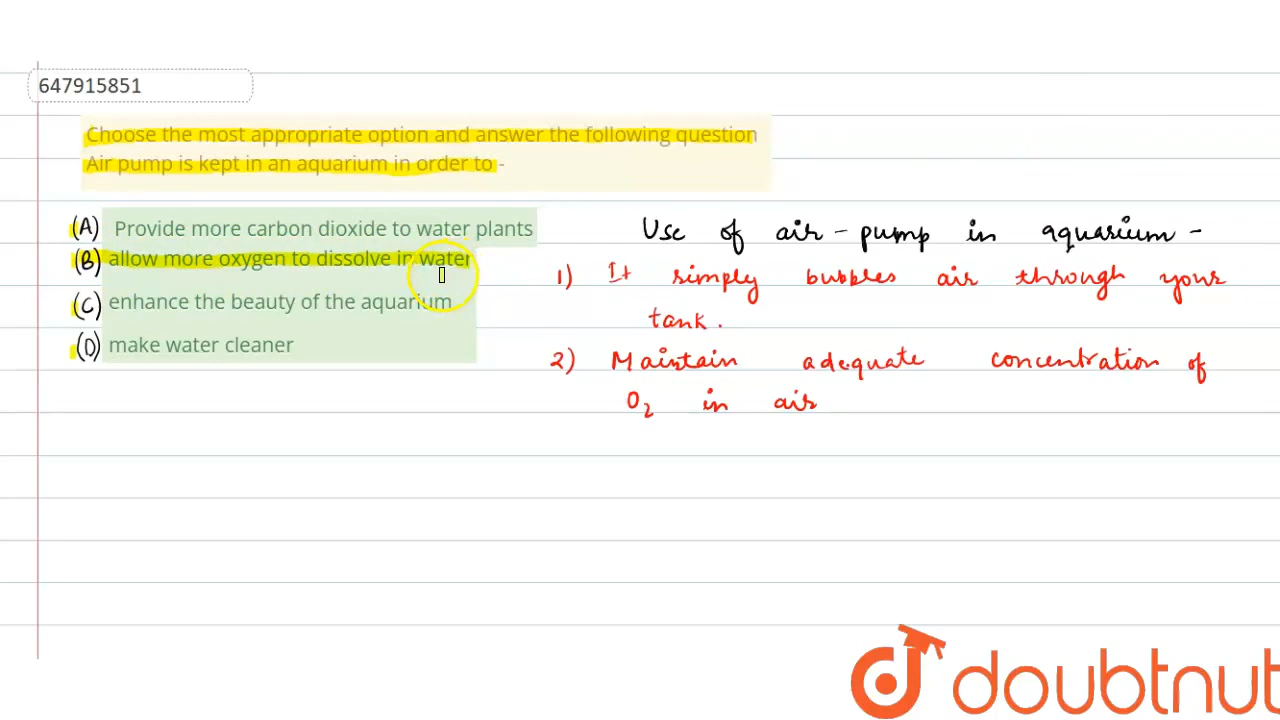 647915851
Choose the most appropriate option and answer the following question
Air pump is kept in an aquarium in order to -
(A) Provide more carbon dioxide to water plants
(B) allow more oxygen to dissolve in water
(C) enhance the beauty of the aquarium
(D) make water cleaner
Use of air-pump in aquarium -
1) It simply bubbles air through your
tank.
2) Maintain adequate concentration of
O₂ in air
doubtnut